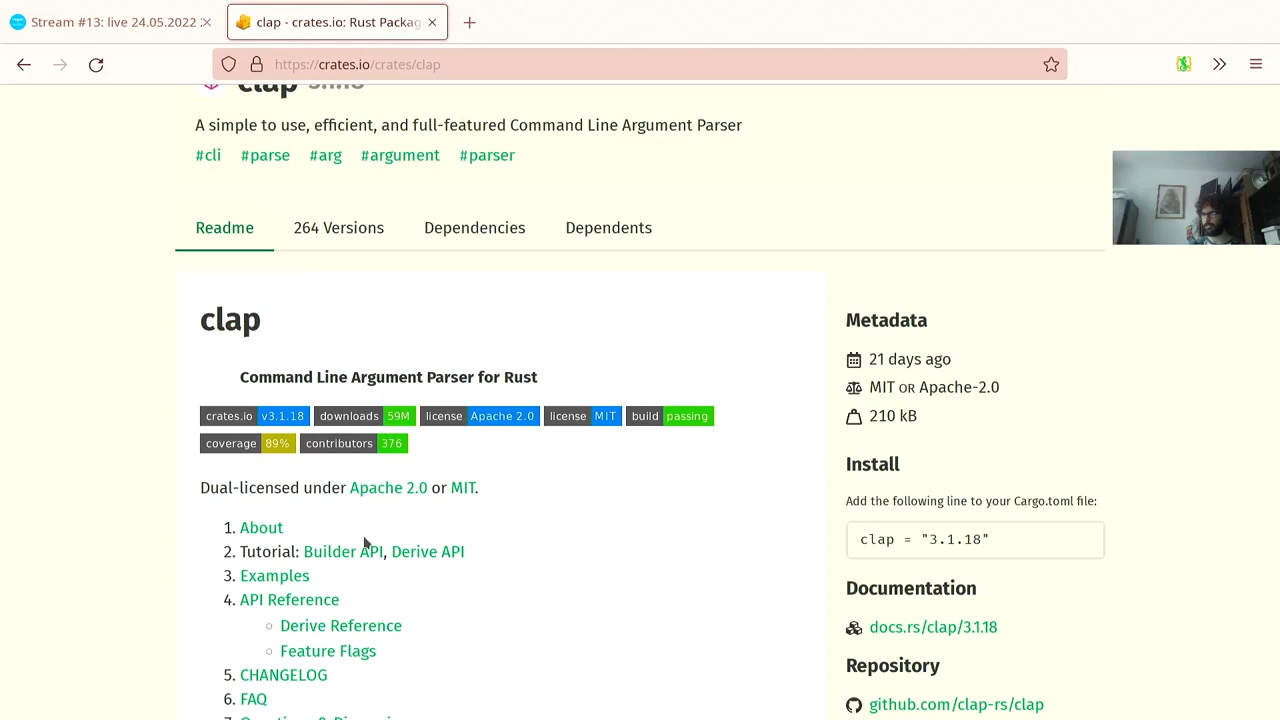 Stream #13: live 24.05.2022
clap - crates.io: Rust Packag
https://crates.io/crates/clap
clap 3.1.18
A simple to use, efficient, and full-featured Command Line Argument Parser
#cli #parse #arg #argument #parser
Readme 264 Versions Dependencies Dependents
clap
Command Line Argument Parser for Rust
crates.io v3.1.18 downloads 59M license Apache 2.0 license MIT build passing
coverage 89% contributors 376
Dual-licensed under Apache 2.0 or MIT.
1. About
2. Tutorial: Builder API, Derive API
3. Examples
4. API Reference
Derive Reference
Feature Flags
5. CHANGELOG
6. FAQ
Metadata
21 days ago
MIT OR Apache-2.0
210 kB
Install
Add the following line to your Cargo.toml file:
clap = "3.1.18"
Documentation
docs.rs/clap/3.1.18
Repository
github.com/clap-rs/clap